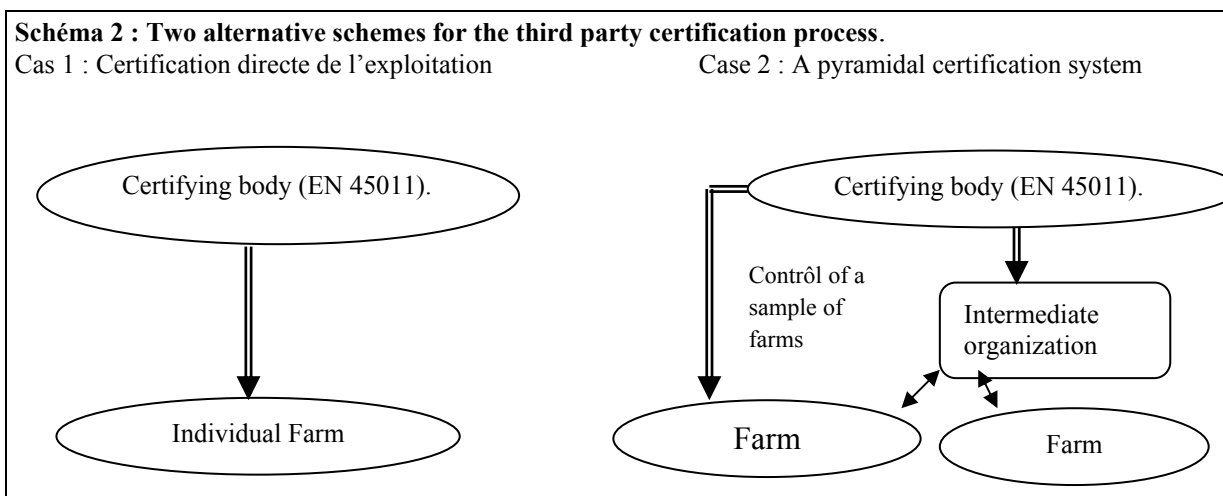 Schéma 2 : Two alternative schemes for the third party certification process.
Cas 1 : Certification directe de l'exploitation
Case 2 : A pyramidal certification system
Certifying body (EN 45011).
Individual Farm
Certifying body (EN 45011).
Contrôl of a
sample of
farms
Intermediate
organization
Farm
Farm